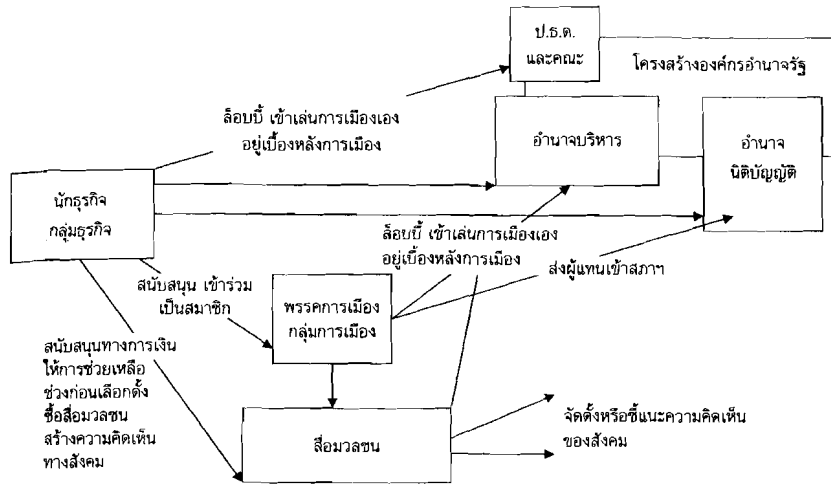 ป.ธ.ด.
และคณะ
โครงสร้างองค์กรอำนาจรัฐ
ล็อบบี้ เข้าเล่นการเมืองเอง
อยู่เบื้องหลังการเมือง
อำนาจบริหาร
อำนาจ
นิติบัญญัติ
นักธุรกิจ
กลุ่มธุรกิจ
ล็อบบี้ เข้าเล่นการเมืองเอง
อยู่เบื้องหลังการเมือง
ส่งผู้แทนเข้าสภาฯ
สนับสนุน เข้าร่วม
เป็นสมาชิก
พรรคการเมือง
กลุ่มการเมือง
สนับสนุนทางการเงิน
ให้การช่วยเหลือ
ช่วงก่อนเลือกตั้ง
ซื้อสื่อมวลชน
สร้างความคิดเห็น
ทางสังคม
สื่อมวลชน
จัดตั้งหรือชี้แนะความคิดเห็น
ของสังคม